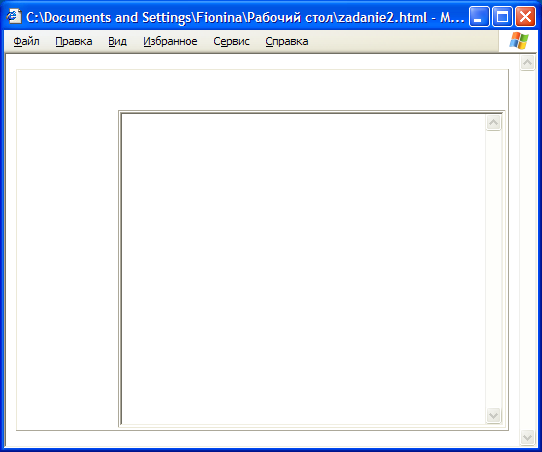 C:\Documents and Settings\Fionina\Рабочий стол\zadanie2.html - M...
Файл Правка Вид Избранное Сервис Справка